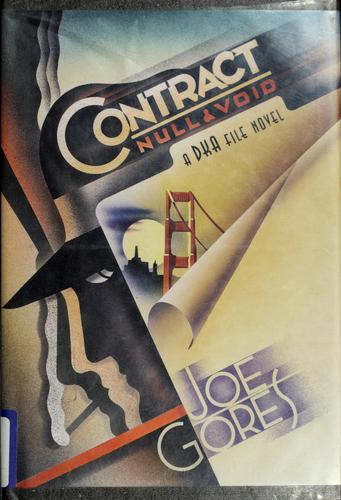 CONTRACT
NULL & VOID
A DKA FILE NOVEL
JOE
GORES